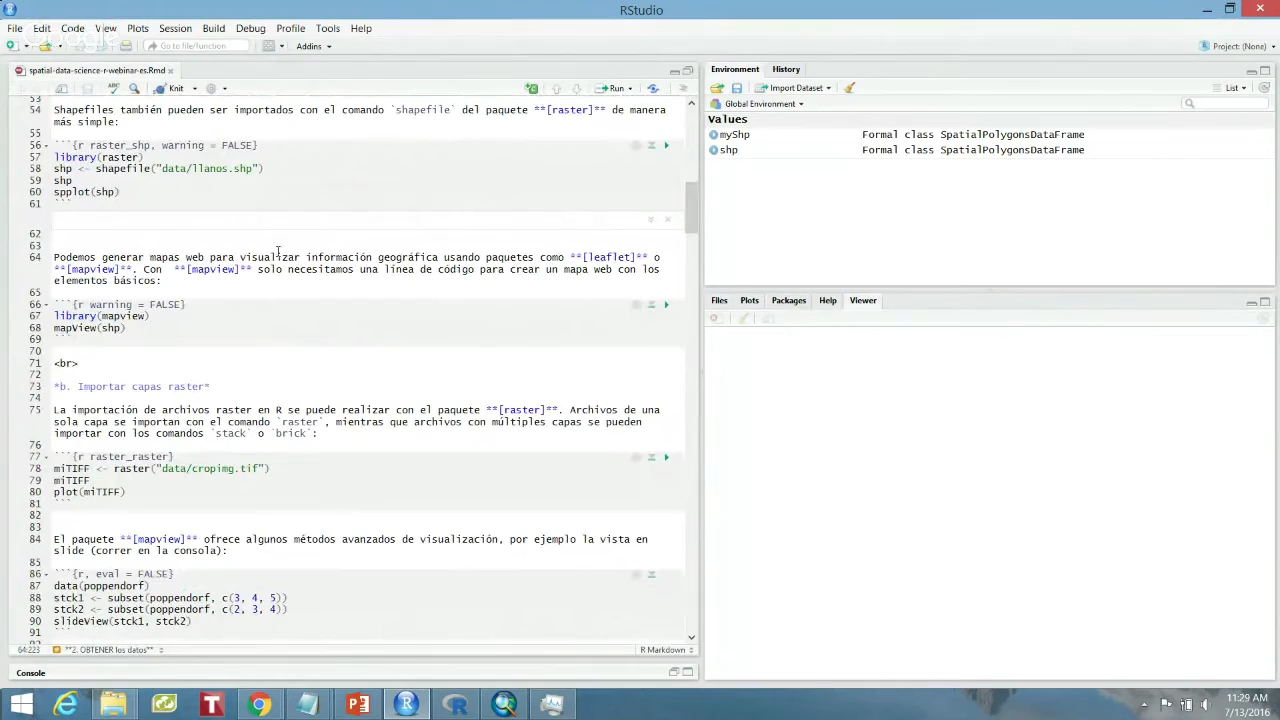 RStudio
File Edit Code View Plots Session Build Debug Profile Tools Help
Go to file/function Addins Project: (None)
spatial-data-science-r-webinar-es.Rmd
Knit Run
53
54 Shapefiles también pueden ser importados con el comando `shapefile` del paquete **[raster]** de manera
más simple:
55
56 ```{r raster_shp, warning = FALSE}
57 library(raster)
58 shp <- shapefile("data/llanos.shp")
59 shp
60 spplot(shp)
61 ```
62
63
64 Podemos generar mapas web para visualizar información geográfica usando paquetes como **[leaflet]** o
**[mapview]**. Con **[mapview]** solo necesitamos una línea de código para crear un mapa web con los
elementos básicos:
65
66 ```{r warning = FALSE}
67 library(mapview)
68 mapView(shp)
69 ```
70
71 <br>
72
73 *b. Importar capas raster*
74
75 La importación de archivos raster en R se puede realizar con el paquete **[raster]**. Archivos de una
sola capa se importan con el comando `raster`, mientras que archivos con múltiples capas se pueden
importar con los comandos `stack` o `brick`:
76
77 ```{r raster_raster}
78 miTIFF <- raster("data/cropimg.tif")
79 miTIFF
80 plot(miTIFF)
81 ```
82
83
84 El paquete **[mapview]** ofrece algunos métodos avanzados de visualización, por ejemplo la vista en
slide (correr en la consola):
85
86 ```{r, eval = FALSE}
87 data(poppendorf)
88 stck1 <- subset(poppendorf, c(3, 4, 5))
89 stck2 <- subset(poppendorf, c(2, 3, 4))
90 slideView(stck1, stck2)
91 ```
64:223 **2. OBTENER los datos** R Markdown
Console
Environment History
Import Dataset List
Global Environment
Values
myShp Formal class SpatialPolygonsDataFrame
shp Formal class SpatialPolygonsDataFrame
Files Plots Packages Help Viewer
11:29 AM
7/13/2016